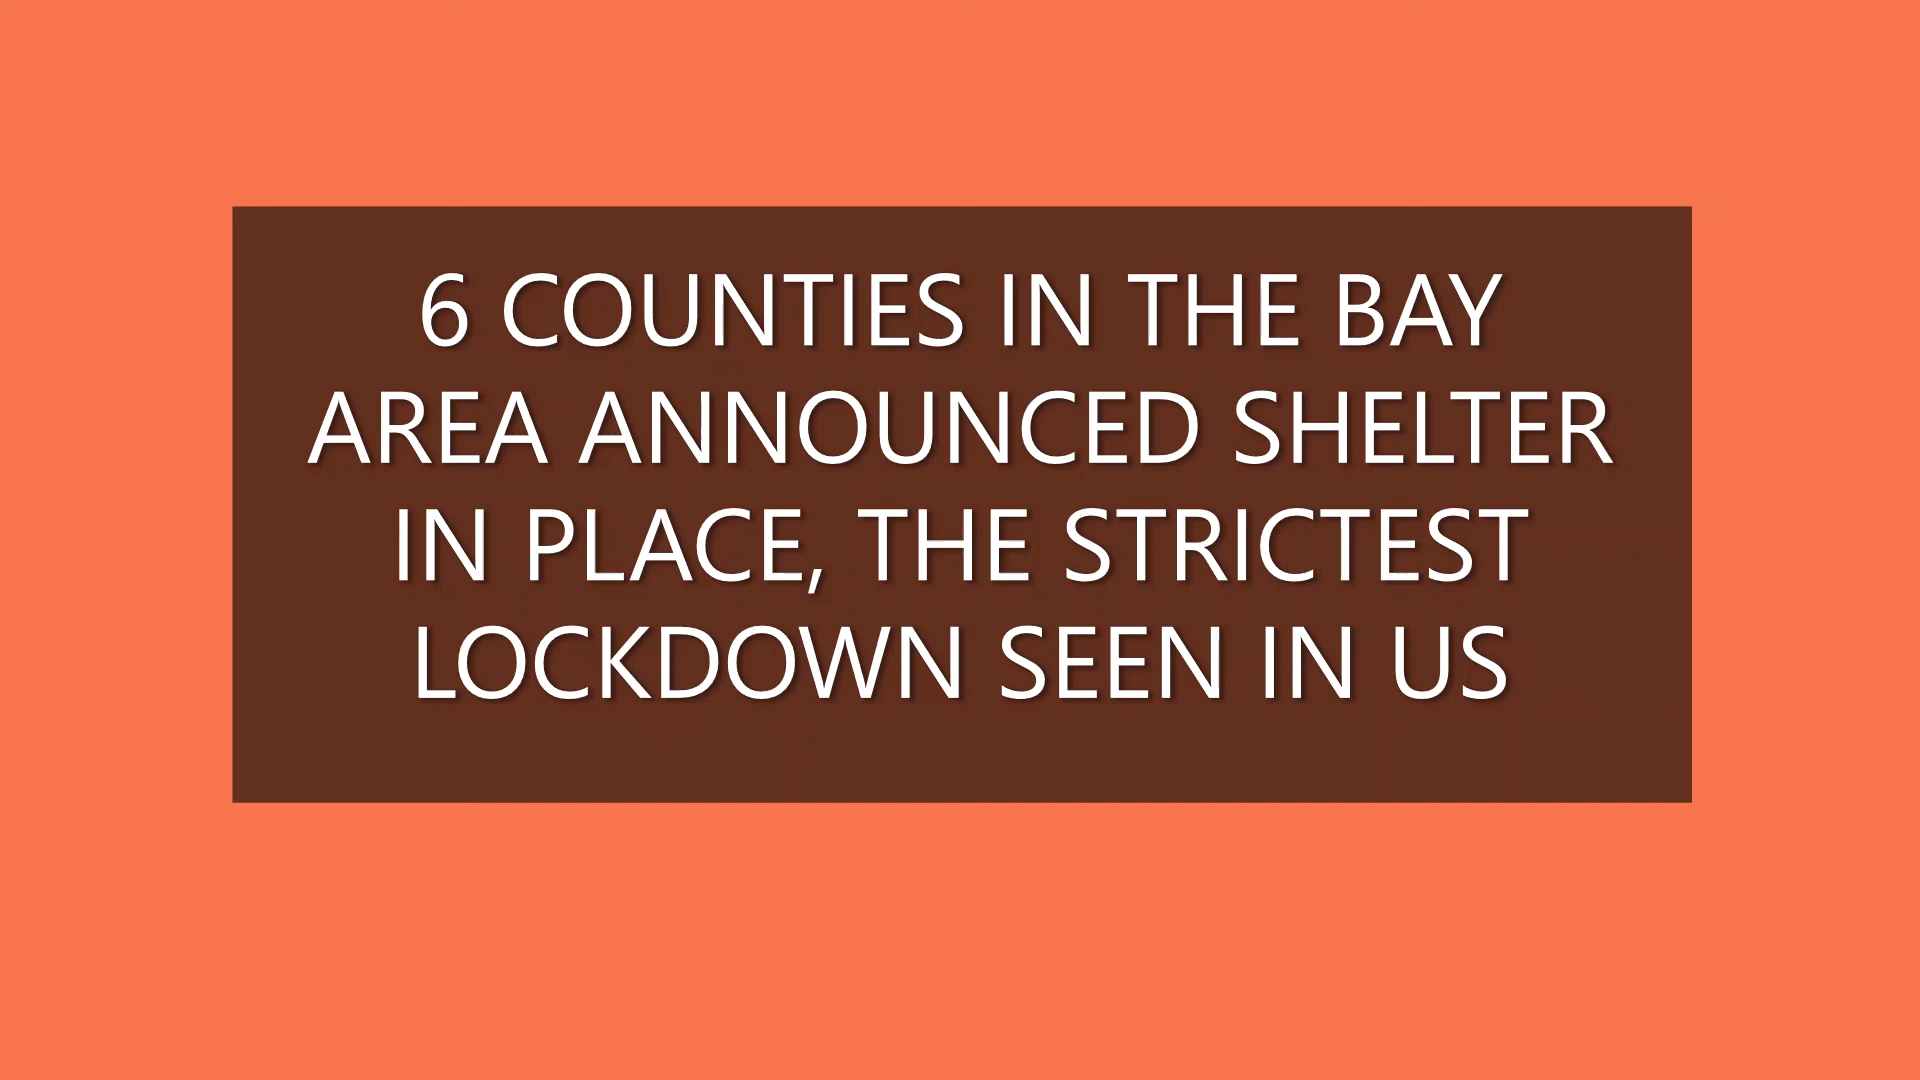 6 COUNTIES IN THE BAY
AREA ANNOUNCED SHELTER
IN PLACE, THE STRICTEST
LOCKDOWN SEEN IN US